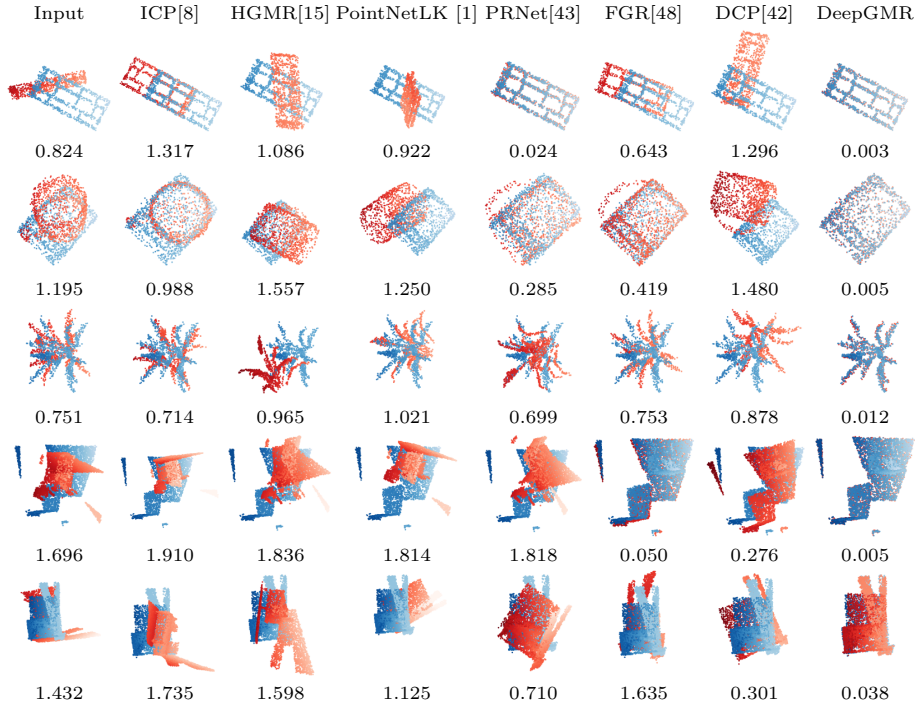 Input ICP[8] HGMR[15] PointNetLK [1] PRNet[43] FGR[48] DCP[42] DeepGMR
0.824 1.317 1.086 0.922 0.024 0.643 1.296 0.003
1.195 0.988 1.557 1.250 0.285 0.419 1.480 0.005
0.751 0.714 0.965 1.021 0.699 0.753 0.878 0.012
1.696 1.910 1.836 1.814 1.818 0.050 0.276 0.005
1.432 1.735 1.598 1.125 0.710 1.635 0.301 0.038